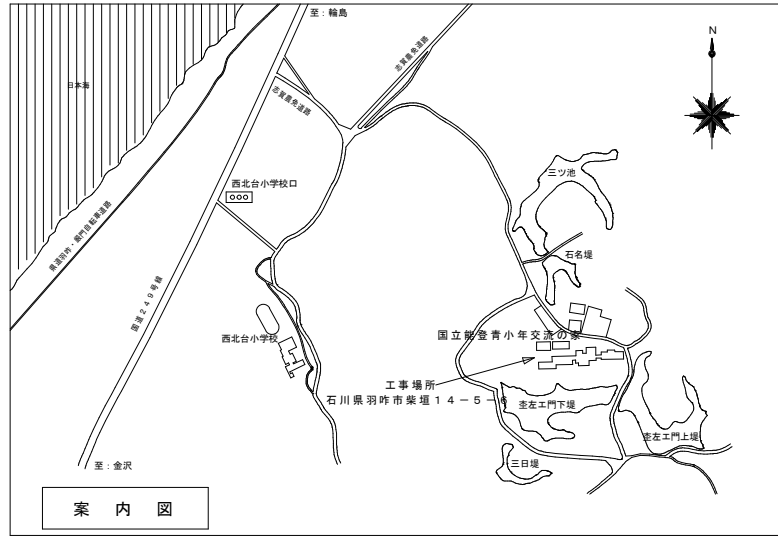 至：輪島
N
志賀農免道路
日本海
志賀農免道路
三ツ池
西北台小学校口
県道羽咋・巌門自転車道路
石名堤
国道２４９号線
国立能登青少年交流の家
西北台小学校
工事場所
石川県羽咋市柴垣１４－５－６
杢左エ門下堤
杢左エ門上堤
三日堤
至：金沢
案内図